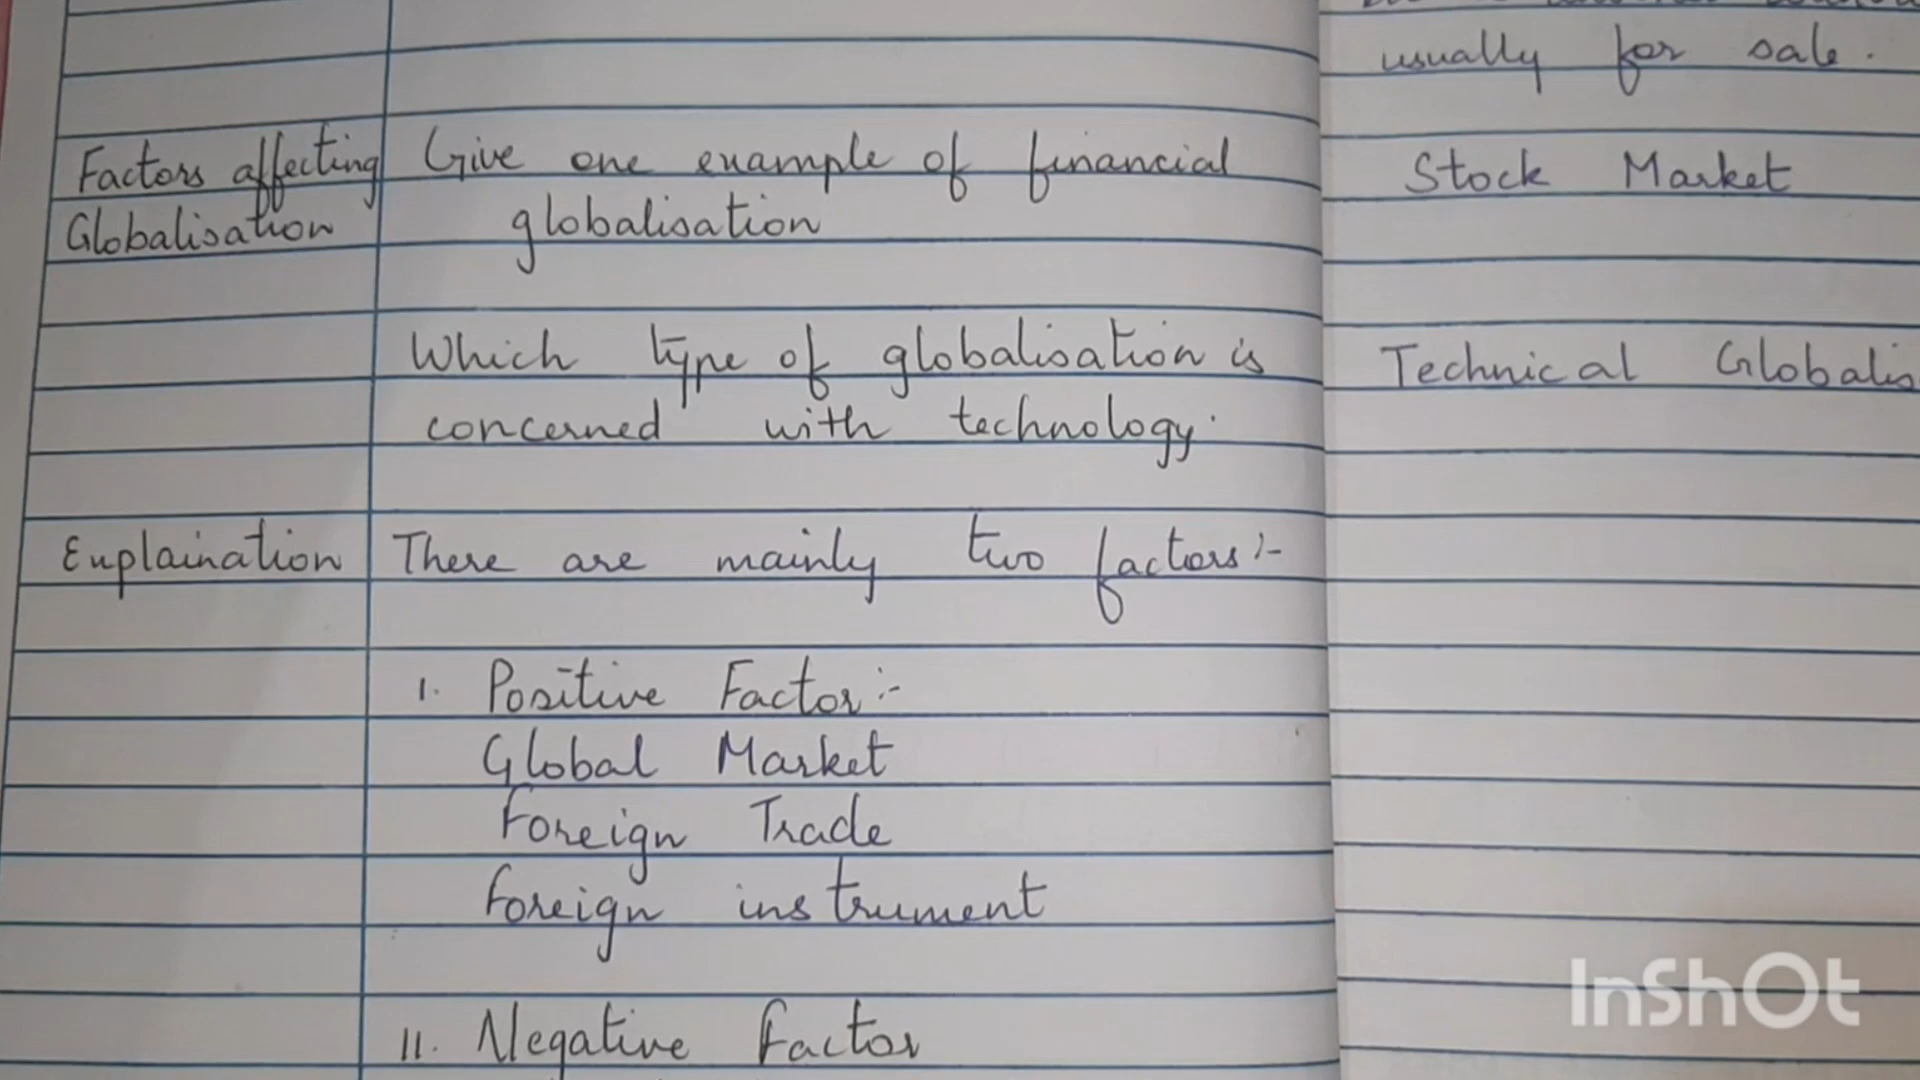 usually for sale.
Factors affecting Give one example of financial Stock Market
Globalisation globalisation
Which type of globalisation is Technical Globalis
concerned with technology.
Explaination There are mainly two factors:-
I. Positive Factor:-
Global Market
Foreign Trade
Foreign instrument
II. Negative Factor
InShOt